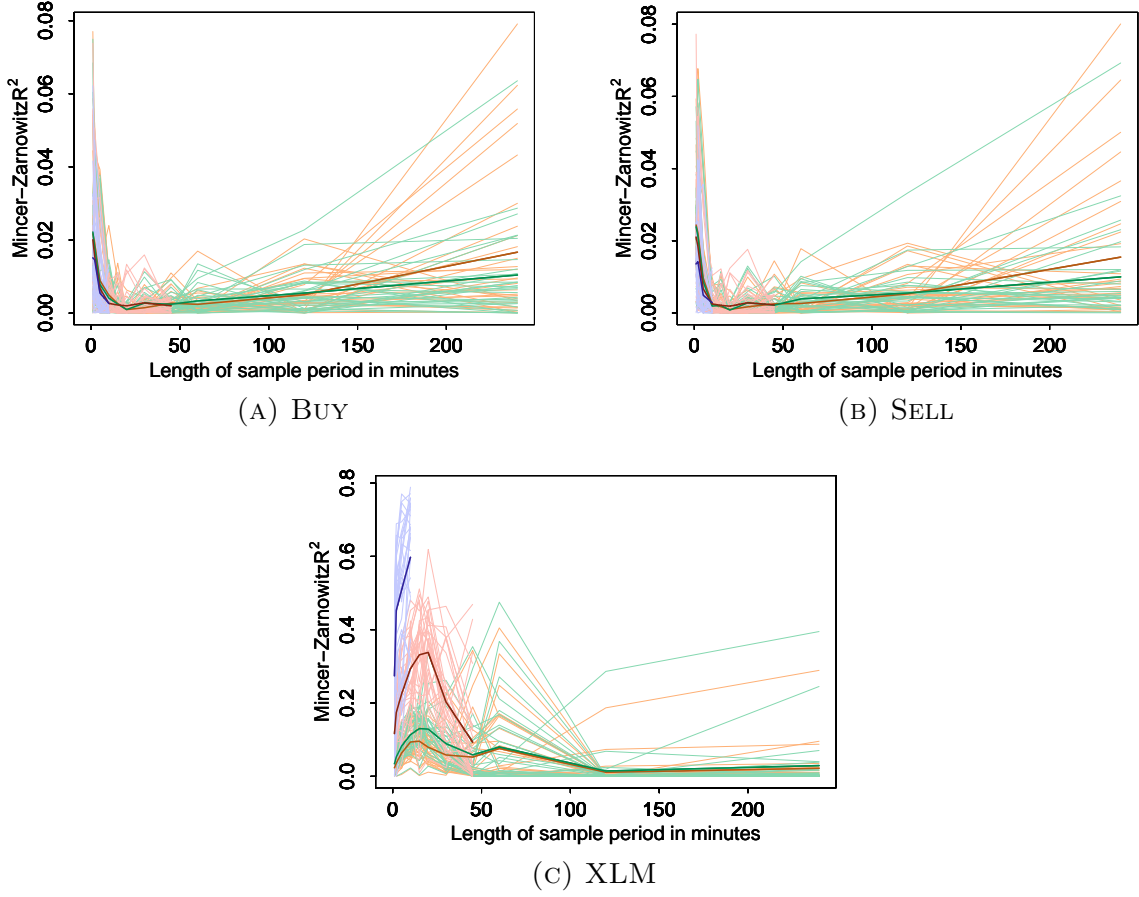 Mincer−ZarnowitzR²
0.00 0.02 0.04 0.06 0.08
0 50 100 150 200
Length of sample period in minutes
(A) BUY
Mincer−ZarnowitzR²
0.00 0.02 0.04 0.06 0.08
0 50 100 150 200
Length of sample period in minutes
(B) SELL
Mincer−ZarnowitzR²
0.0 0.2 0.4 0.6 0.8
0 50 100 150 200
Length of sample period in minutes
(C) XLM